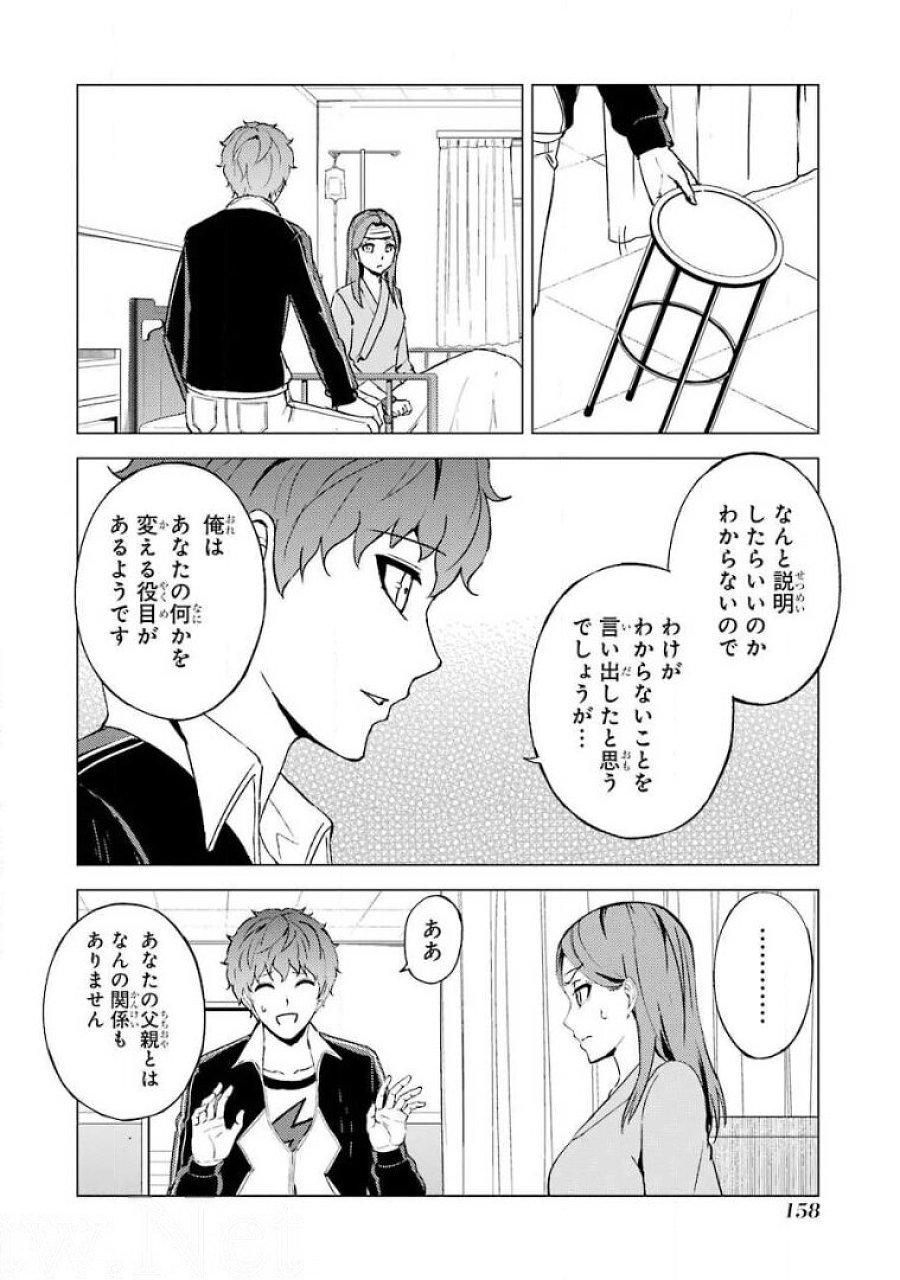 なんと説明
したらいいのか
わからないので
わけが
わからないことを
言い出したと思う
でしょうが…
俺は
あなたの何かを
変える役目が
あるようです
…………
ああ
あなたの父親とは
なんの関係も
ありません
158
tw.Net